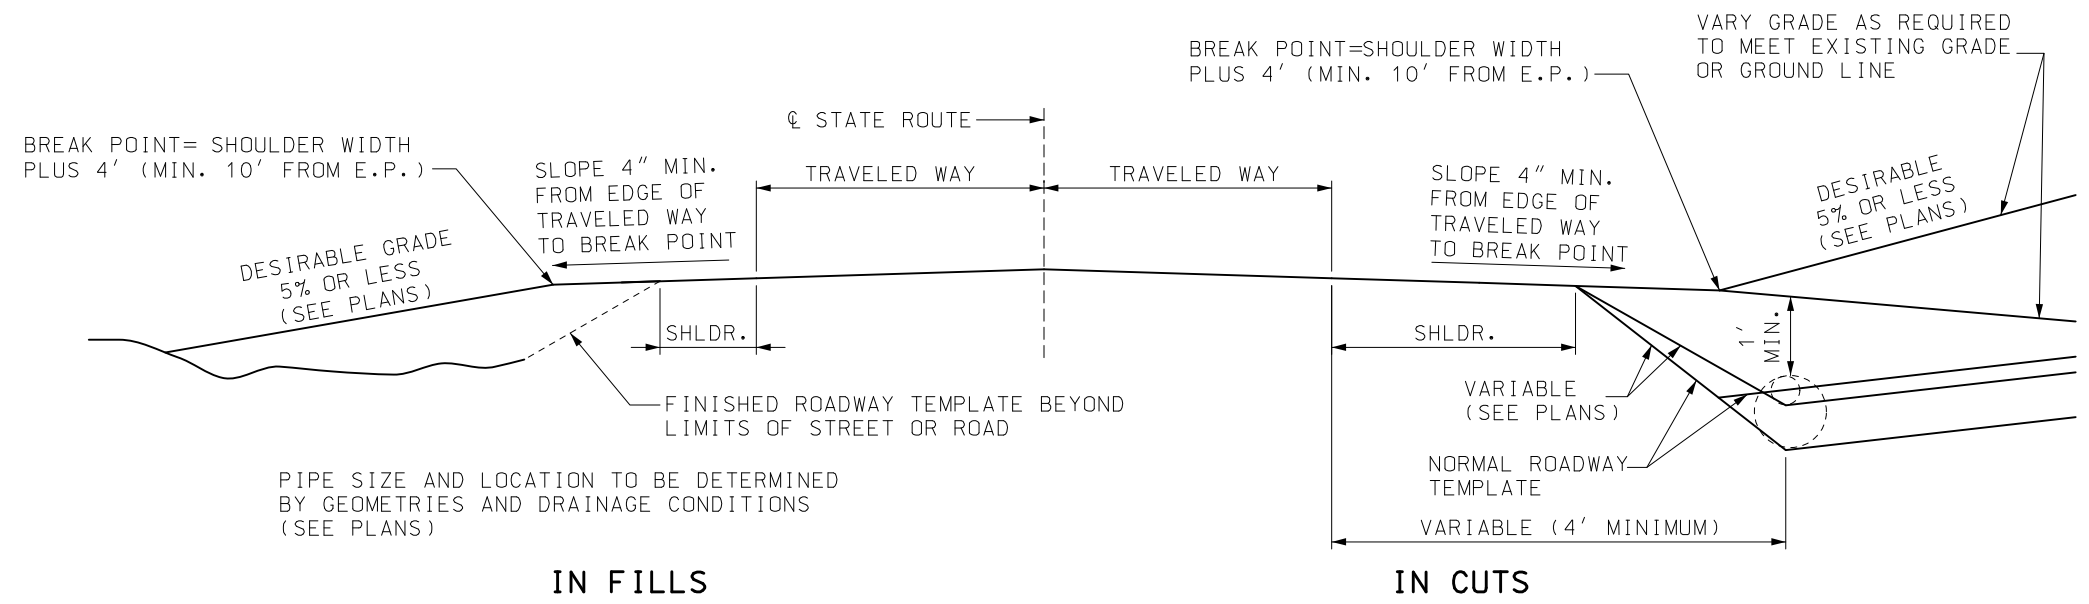 BREAK POINT= SHOULDER WIDTH
PLUS 4' (MIN. 10' FROM E.P.)
DESIRABLE GRADE
5% OR LESS
(SEE PLANS)
SLOPE 4" MIN.
FROM EDGE OF
TRAVELED WAY
TO BREAK POINT
℄ STATE ROUTE
TRAVELED WAY
TRAVELED WAY
SHLDR.
FINISHED ROADWAY TEMPLATE BEYOND
LIMITS OF STREET OR ROAD
PIPE SIZE AND LOCATION TO BE DETERMINED
BY GEOMETRIES AND DRAINAGE CONDITIONS
(SEE PLANS)
IN FILLS
BREAK POINT=SHOULDER WIDTH
PLUS 4' (MIN. 10' FROM E.P.)
VARY GRADE AS REQUIRED
TO MEET EXISTING GRADE
OR GROUND LINE
SLOPE 4" MIN.
FROM EDGE OF
TRAVELED WAY
TO BREAK POINT
DESIRABLE
5% OR LESS
(SEE PLANS)
SHLDR.
1'
MIN.
VARIABLE
(SEE PLANS)
NORMAL ROADWAY
TEMPLATE
VARIABLE (4' MINIMUM)
IN CUTS